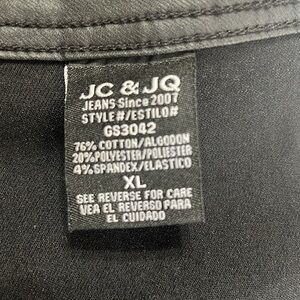 JC & JQ
JEANS Since 2007
STYLE#/ESTILO#
GS3042
76% COTTON/ALGODON
20%POLYESTER/POLIESTER
4%SPANDEX/ELASTICO
XL
SEE REVERSE FOR CARE
VEA EL REVERSO PARA
EL CUIDADO